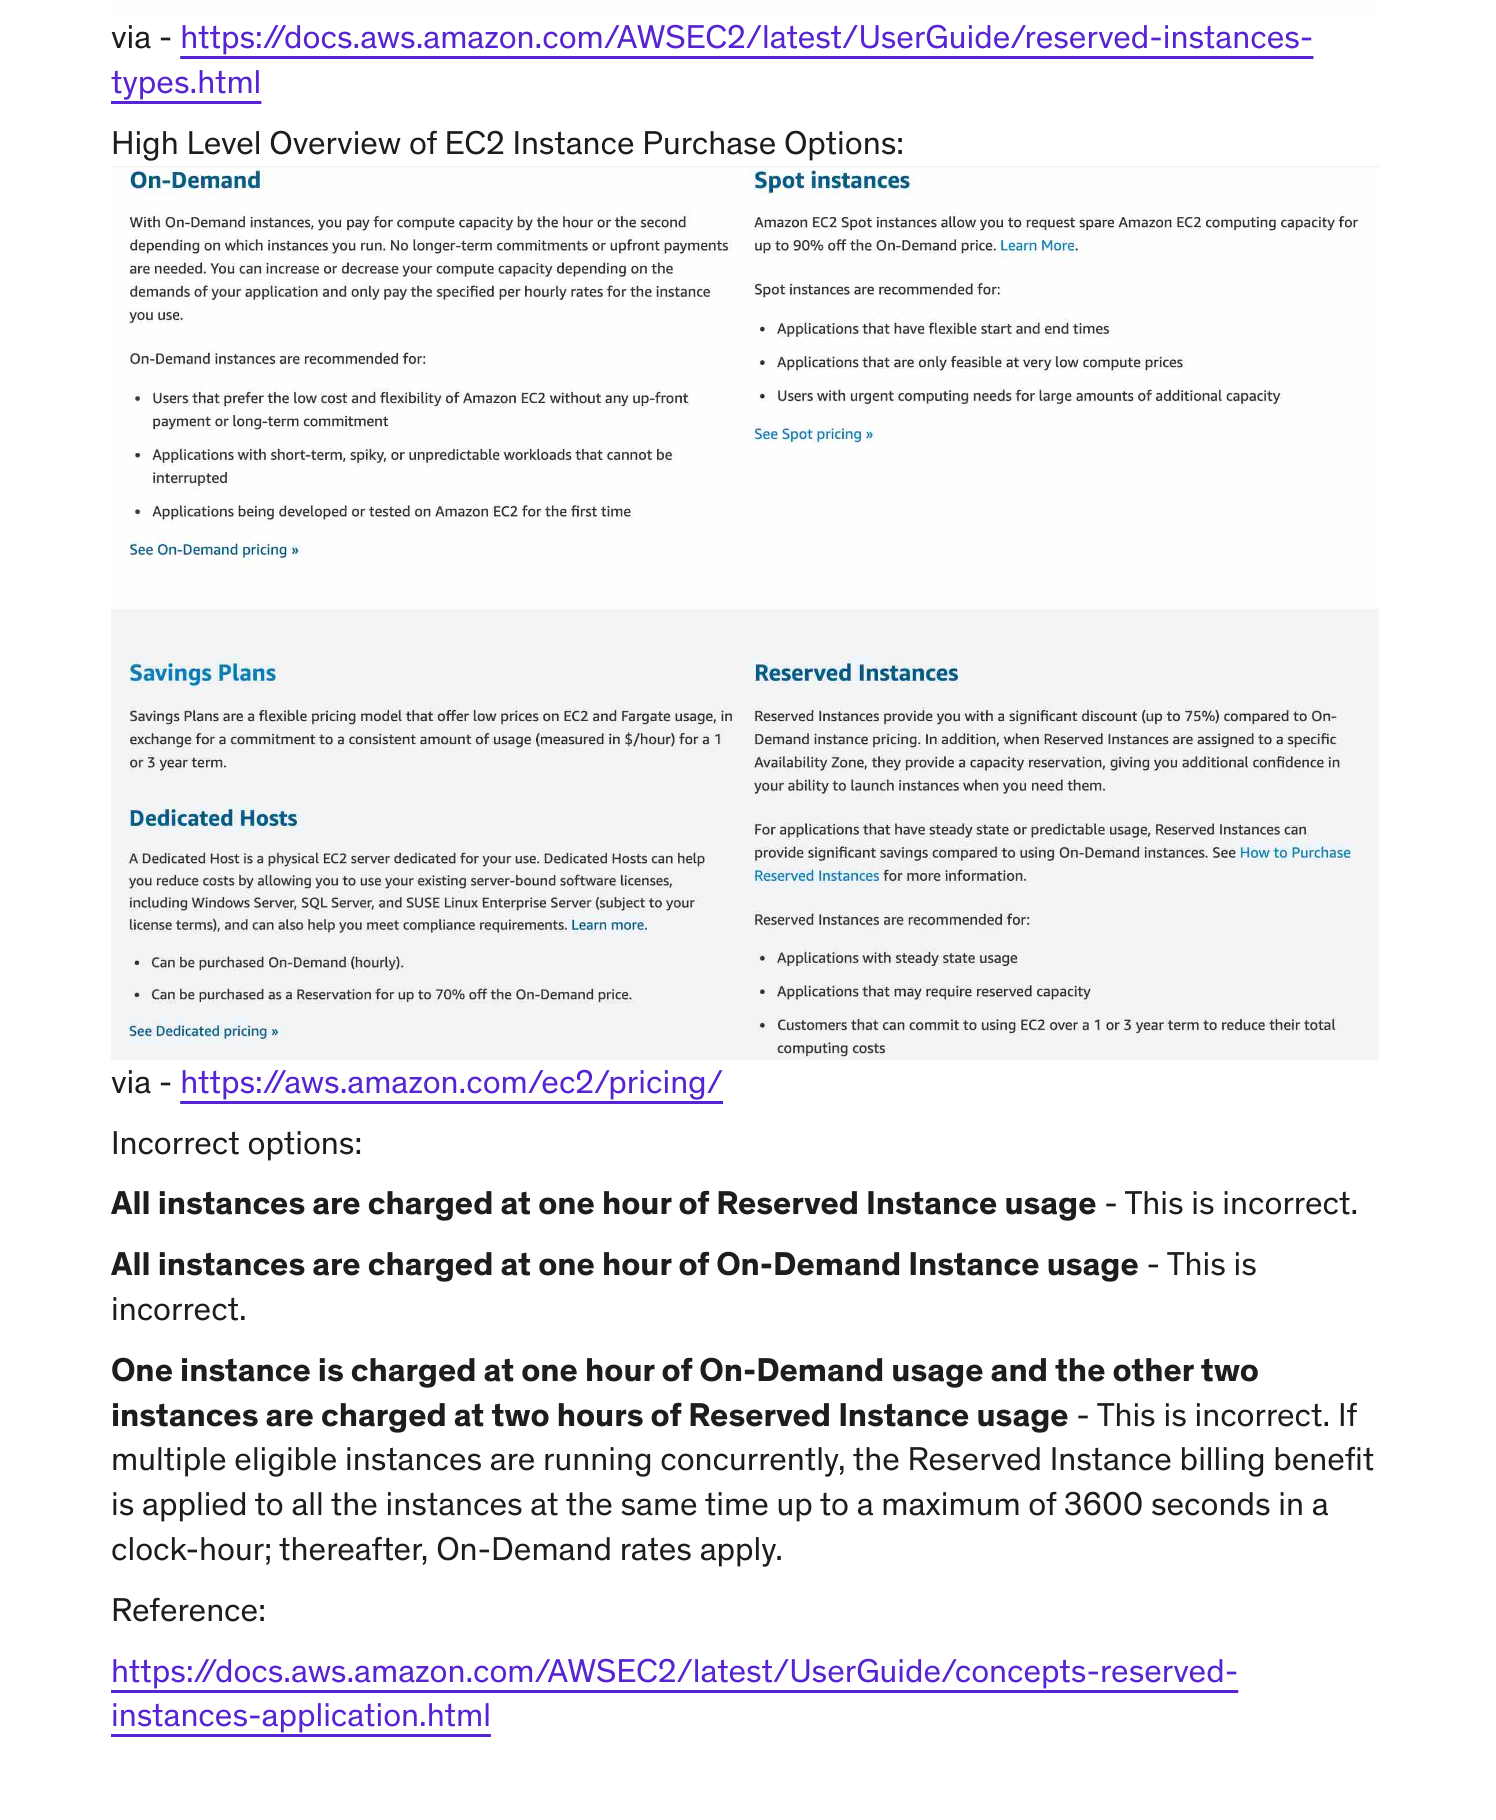 via - https://docs.aws.amazon.com/AWSEC2/latest/UserGuide/reserved-instances-
types.html
High Level Overview of EC2 Instance Purchase Options:
On-Demand
With On-Demand instances, you pay for compute capacity by the hour or the second
depending on which instances you run. No longer-term commitments or upfront payments
are needed. You can increase or decrease your compute capacity depending on the
demands of your application and only pay the specified per hourly rates for the instance
you use.
On-Demand instances are recommended for:
• Users that prefer the low cost and flexibility of Amazon EC2 without any up-front
payment or long-term commitment
• Applications with short-term, spiky, or unpredictable workloads that cannot be
interrupted
• Applications being developed or tested on Amazon EC2 for the first time
See On-Demand pricing »
Spot instances
Amazon EC2 Spot instances allow you to request spare Amazon EC2 computing capacity for
up to 90% off the On-Demand price. Learn More.
Spot instances are recommended for:
• Applications that have flexible start and end times
• Applications that are only feasible at very low compute prices
• Users with urgent computing needs for large amounts of additional capacity
See Spot pricing »
Savings Plans
Savings Plans are a flexible pricing model that offer low prices on EC2 and Fargate usage, in
exchange for a commitment to a consistent amount of usage (measured in $/hour) for a 1
or 3 year term.
Dedicated Hosts
A Dedicated Host is a physical EC2 server dedicated for your use. Dedicated Hosts can help
you reduce costs by allowing you to use your existing server-bound software licenses,
including Windows Server, SQL Server, and SUSE Linux Enterprise Server (subject to your
license terms), and can also help you meet compliance requirements. Learn more.
• Can be purchased On-Demand (hourly).
• Can be purchased as a Reservation for up to 70% off the On-Demand price.
See Dedicated pricing »
Reserved Instances
Reserved Instances provide you with a significant discount (up to 75%) compared to On-
Demand instance pricing. In addition, when Reserved Instances are assigned to a specific
Availability Zone, they provide a capacity reservation, giving you additional confidence in
your ability to launch instances when you need them.
For applications that have steady state or predictable usage, Reserved Instances can
provide significant savings compared to using On-Demand instances. See How to Purchase
Reserved Instances for more information.
Reserved Instances are recommended for:
• Applications with steady state usage
• Applications that may require reserved capacity
• Customers that can commit to using EC2 over a 1 or 3 year term to reduce their total
computing costs
via - https://aws.amazon.com/ec2/pricing/
Incorrect options:
All instances are charged at one hour of Reserved Instance usage - This is incorrect.
All instances are charged at one hour of On-Demand Instance usage - This is
incorrect.
One instance is charged at one hour of On-Demand usage and the other two
instances are charged at two hours of Reserved Instance usage - This is incorrect. If
multiple eligible instances are running concurrently, the Reserved Instance billing benefit
is applied to all the instances at the same time up to a maximum of 3600 seconds in a
clock-hour; thereafter, On-Demand rates apply.
Reference:
https://docs.aws.amazon.com/AWSEC2/latest/UserGuide/concepts-reserved-
instances-application.html